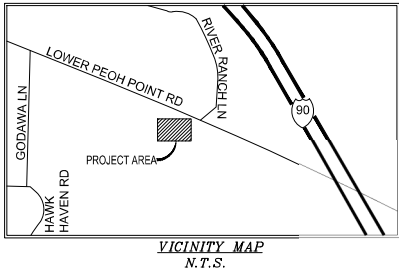 RIVER
RANCH LN
LOWER PEOH POINT RD
90
GODAWA LN
PROJECT AREA
HAWK
HAVEN RD
VICINITY MAP
N.T.S.